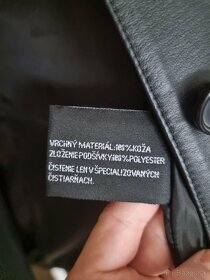 VRCHNÝ MATERIÁL:100%KOŽA
ZLOŽENIE PODŠÍVKY:100%POLYESTER
ČISTENIE LEN V ŠPECIALIZOVANÝCH
ČISTIARŇACH.